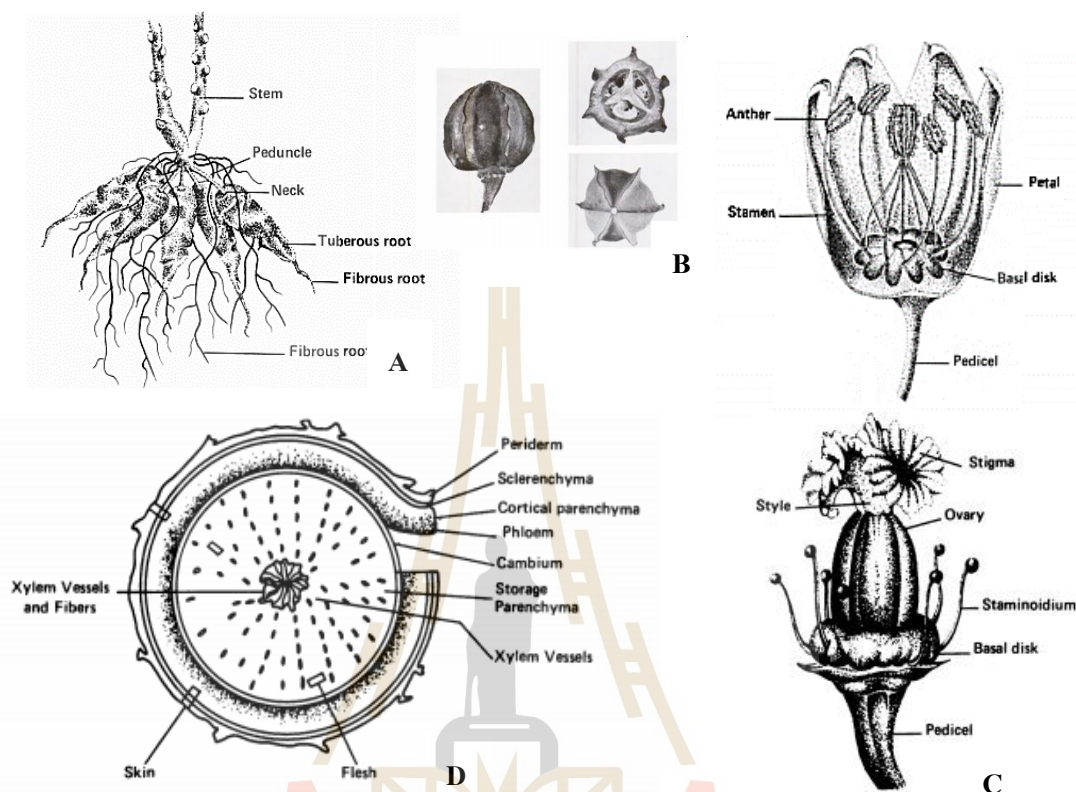 Stem
Peduncle
Neck
Tuberous root
Fibrous root
Fibrous root
A
B
Anther
Petal
Stamen
Basal disk
Pedicel
Periderm
Sclerenchyma
Cortical parenchyma
Phloem
Cambium
Storage
Parenchyma
Xylem Vessels
and Fibers
Xylem Vessels
Skin
Flesh
D
Stigma
Style
Ovary
Staminoidium
Basal disk
Pedicel
C